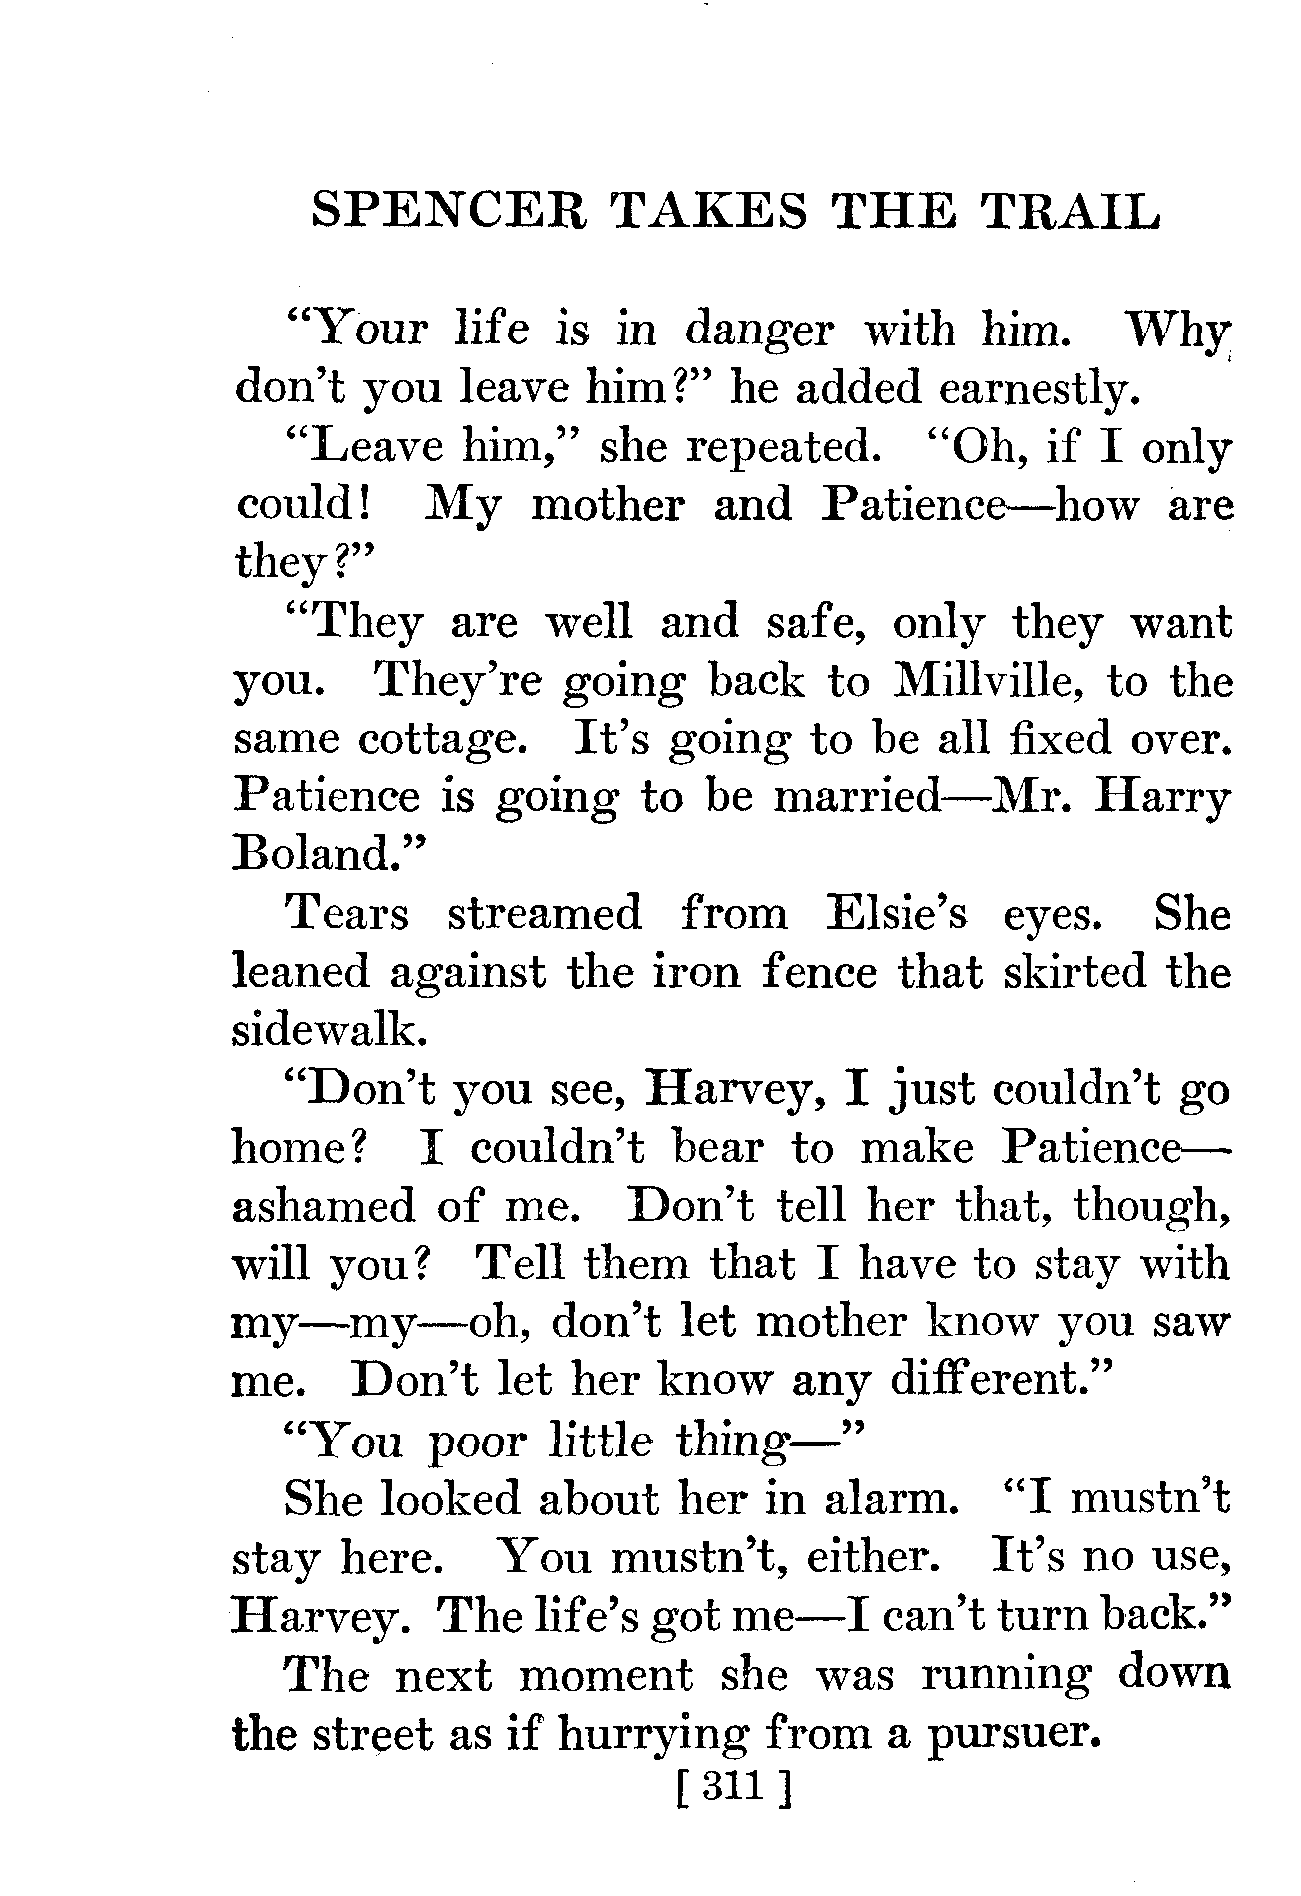 SPENCER TAKES THE TRAIL
“Your life is in danger with him. Why
don’t you leave him?” he added earnestly.
“Leave him,” she repeated. “Oh, if I only
could! My mother and Patience—how are
they?”
“They are well and safe, only they want
you. They’re going back to Millville, to the
same cottage. It’s going to be all fixed over.
Patience is going to be married—Mr. Harry
Boland.”
Tears streamed from Elsie’s eyes. She
leaned against the iron fence that skirted the
sidewalk.
“Don’t you see, Harvey, I just couldn’t go
home? I couldn’t bear to make Patience—
ashamed of me. Don’t tell her that, though,
will you? Tell them that I have to stay with
my—my—oh, don’t let mother know you saw
me. Don’t let her know any different.”
“You poor little thing—”
She looked about her in alarm. “I mustn’t
stay here. You mustn’t, either. It’s no use,
Harvey. The life’s got me—I can’t turn back.”
The next moment she was running down
the street as if hurrying from a pursuer.
[ 311 ]